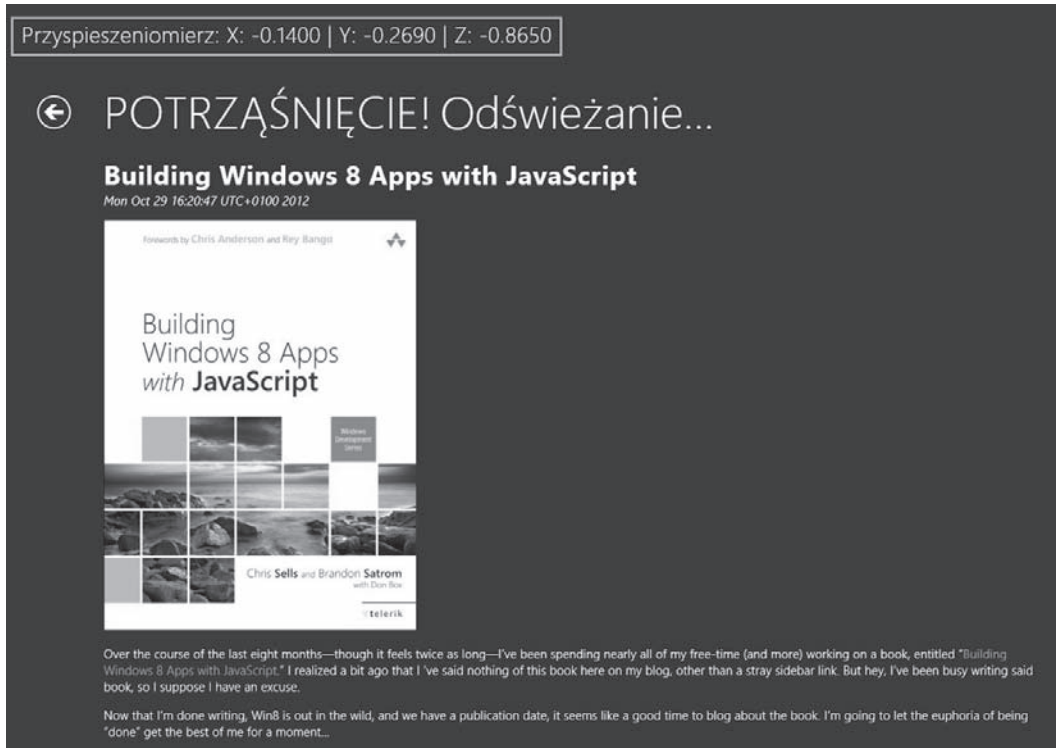 Przyspieszeniomierz: X: -0.1400 | Y: -0.2690 | Z: -0.8650
POTRZĄŚNIĘCIE! Odświeżanie...
Building Windows 8 Apps with JavaScript
Mon Oct 29 16:20:47 UTC+0100 2012
Forewords by Chris Anderson and Rey Bango
Building
Windows 8 Apps
with JavaScript
Windows
Development
Series
Chris Sells and Brandon Satrom
with Don Box
telerik
Over the course of the last eight months—though it feels twice as long—I've been spending nearly all of my free-time (and more) working on a book, entitled "Building
Windows 8 Apps with JavaScript." I realized a bit ago that I 've said nothing of this book here on my blog, other than a stray sidebar link. But hey, I've been busy writing said
book, so I suppose I have an excuse.
Now that I'm done writing, Win8 is out in the wild, and we have a publication date, it seems like a good time to blog about the book. I'm going to let the euphoria of being
"done" get the best of me for a moment...